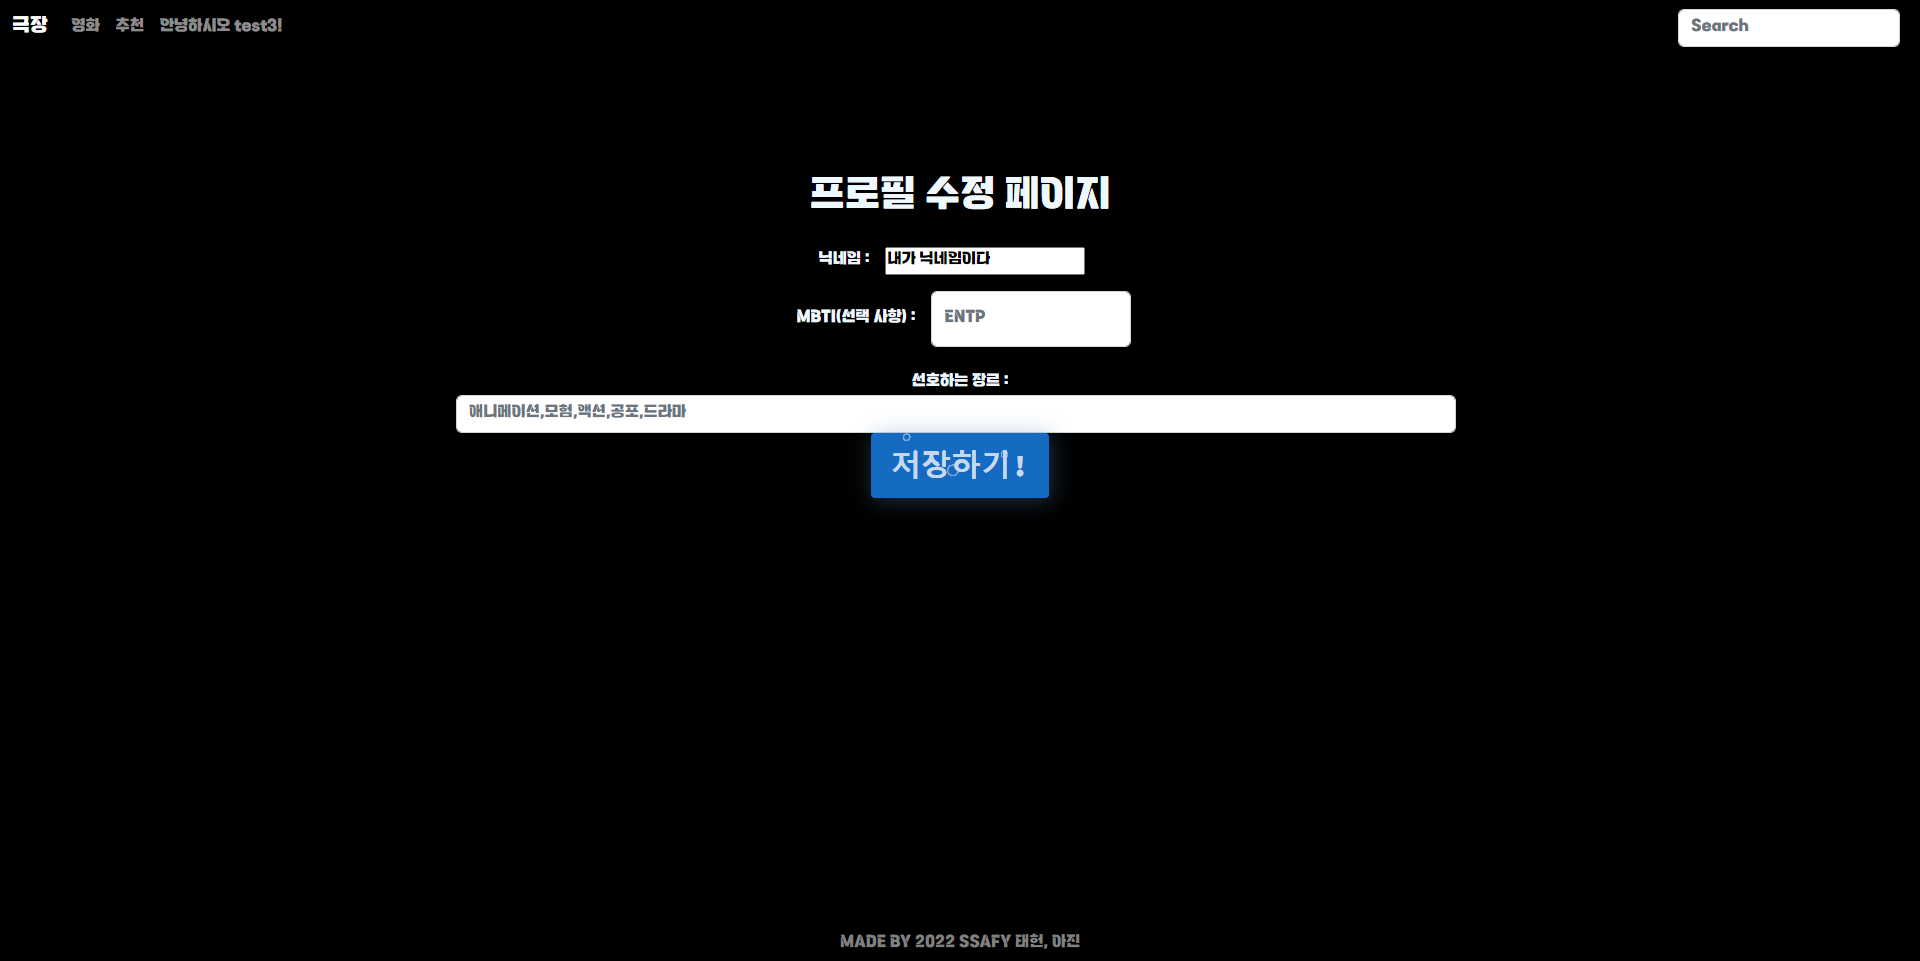 극장 영화 추천 안녕하시오 test3! Search
프로필 수정 페이지
닉네임 : 내가 닉네임이다
MBTI(선택 사항) : ENTP
선호하는 장르 :
애니메이션,모험,액션,공포,드라마
저장하기!
MADE BY 2022 SSAFY 태헌, 아진